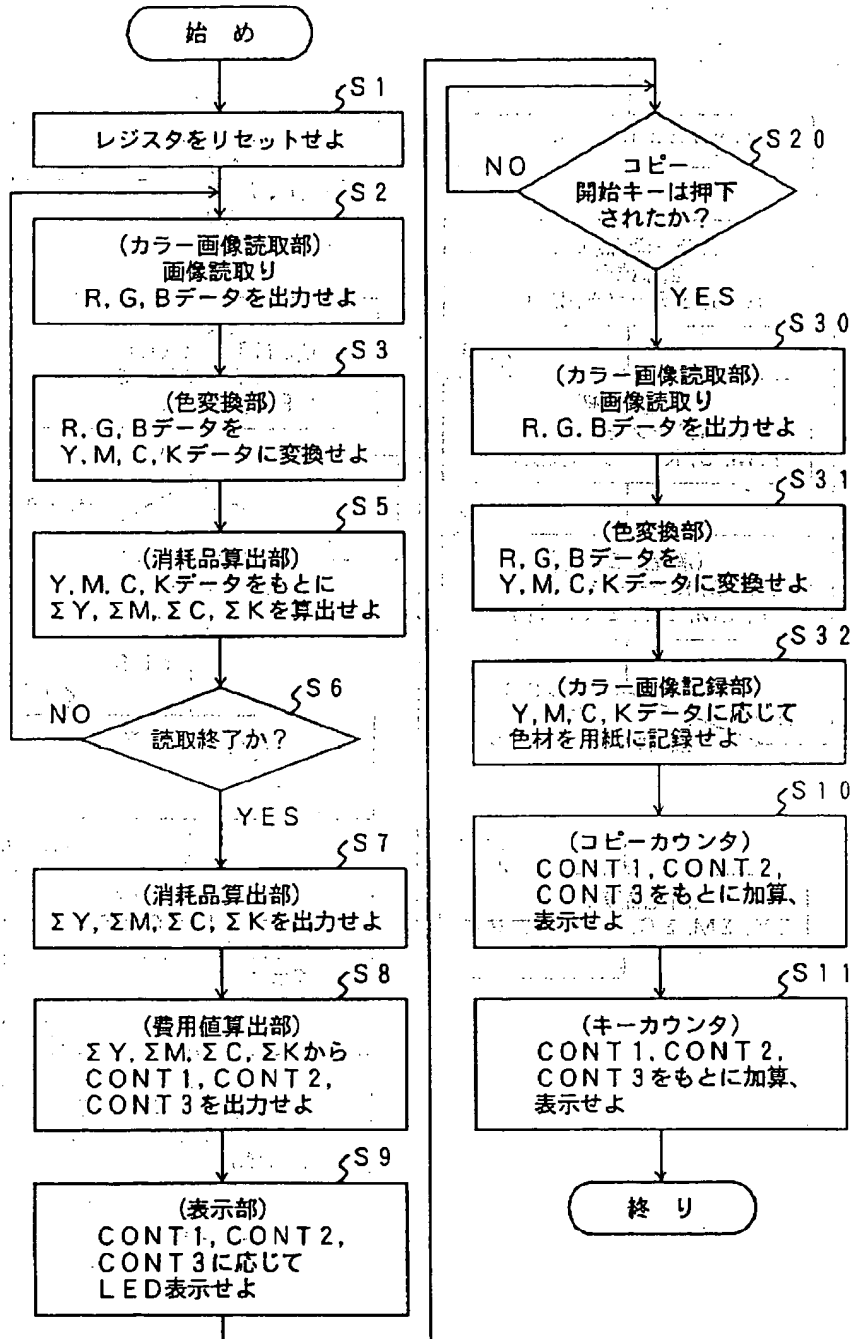 始 め
S1
レジスタをリセットせよ
S2
(カラー画像読取部)
画像読取り
R, G, Bデータを出力せよ
S3
(色変換部)
R, G, Bデータを
Y, M, C, Kデータに変換せよ
S5
(消耗品算出部)
Y, M, C, Kデータをもとに
ΣY, ΣM, ΣC, ΣKを算出せよ
S6
NO
読取終了か?
YES
S7
(消耗品算出部)
ΣY, ΣM, ΣC, ΣKを出力せよ
S8
(費用値算出部)
ΣY, ΣM, ΣC, ΣKから
CONT1, CONT2,
CONT3を出力せよ
S9
(表示部)
CONT1, CONT2,
CONT3に応じて
LED表示せよ
S20
NO
コピー
開始キーは押下
されたか?
YES
S30
(カラー画像読取部)
画像読取り
R, G, Bデータを出力せよ
S31
(色変換部)
R, G, Bデータを
Y, M, C, Kデータに変換せよ
S32
(カラー画像記録部)
Y, M, C, Kデータに応じて
色材を用紙に記録せよ
S10
(コピーカウンタ)
CONT1, CONT2,
CONT3をもとに加算、
表示せよ
S11
(キーカウンタ)
CONT1, CONT2,
CONT3をもとに加算、
表示せよ
終 り